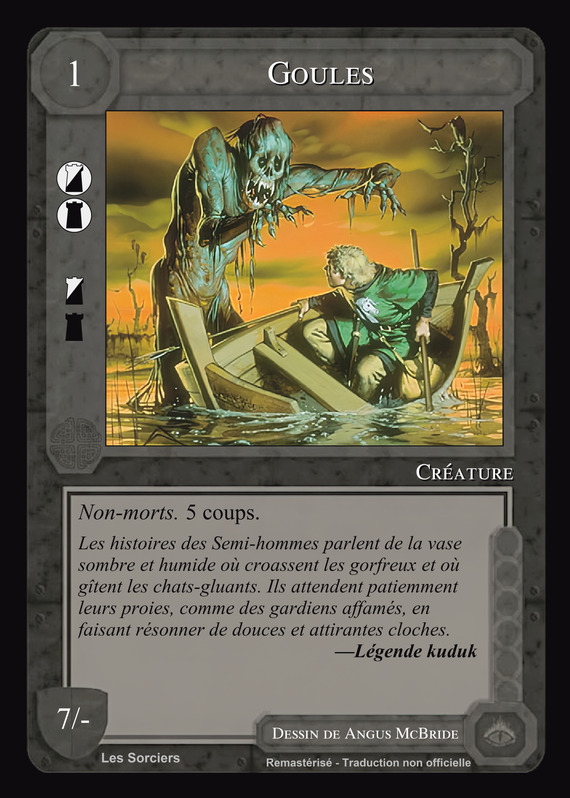 1
Goules
Créature
Non-morts. 5 coups.
Les histoires des Semi-hommes parlent de la vase
sombre et humide où croassent les gorfreux et où
gîtent les chats-gluants. Ils attendent patiemment
leurs proies, comme des gardiens affamés, en
faisant résonner de douces et attirantes cloches.
—Légende kuduk
7/-
Dessin de Angus McBride
Les Sorciers
Remastérisé - Traduction non officielle